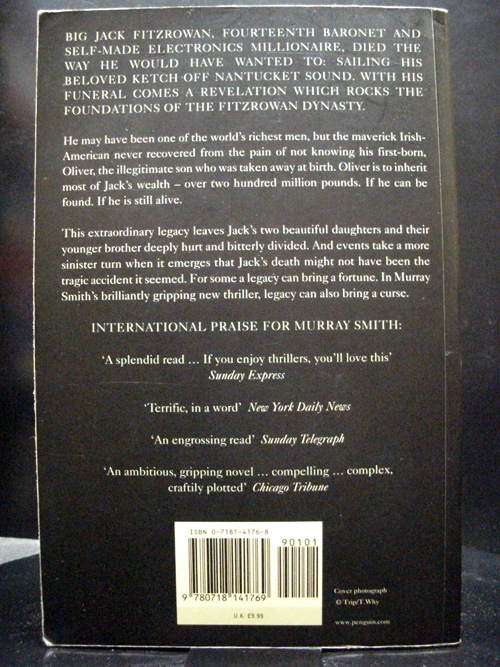 BIG JACK FITZROWAN, FOURTEENTH BARONET AND
SELF-MADE ELECTRONICS MILLIONAIRE, DIED THE
WAY HE WOULD HAVE WANTED TO: SAILING HIS
BELOVED KETCH OFF NANTUCKET SOUND. WITH HIS
FUNERAL COMES A REVELATION WHICH ROCKS THE
FOUNDATIONS OF THE FITZROWAN DYNASTY.
He may have been one of the world's richest men, but the maverick Irish-
American never recovered from the pain of not knowing his first-born,
Oliver, the illegitimate son who was taken away at birth. Oliver is to inherit
most of Jack's wealth – over two hundred million pounds. If he can be
found. If he is still alive.
This extraordinary legacy leaves Jack's two beautiful daughters and their
younger brother deeply hurt and bitterly divided. And events take a more
sinister turn when it emerges that Jack's death might not have been the
tragic accident it seemed. For some a legacy can bring a fortune. In Murray
Smith's brilliantly gripping new thriller, legacy can also bring a curse.
INTERNATIONAL PRAISE FOR MURRAY SMITH:
'A splendid read … If you enjoy thrillers, you'll love this'
Sunday Express
'Terrific, in a word' New York Daily News
'An engrossing read' Sunday Telegraph
'An ambitious, gripping novel … compelling … complex,
craftily plotted' Chicago Tribune
ISBN 0-7181-4176-8
90101
9 780718 141769
U.K. £9.99
Cover photograph
© Trip/T.Why
www.penguin.com